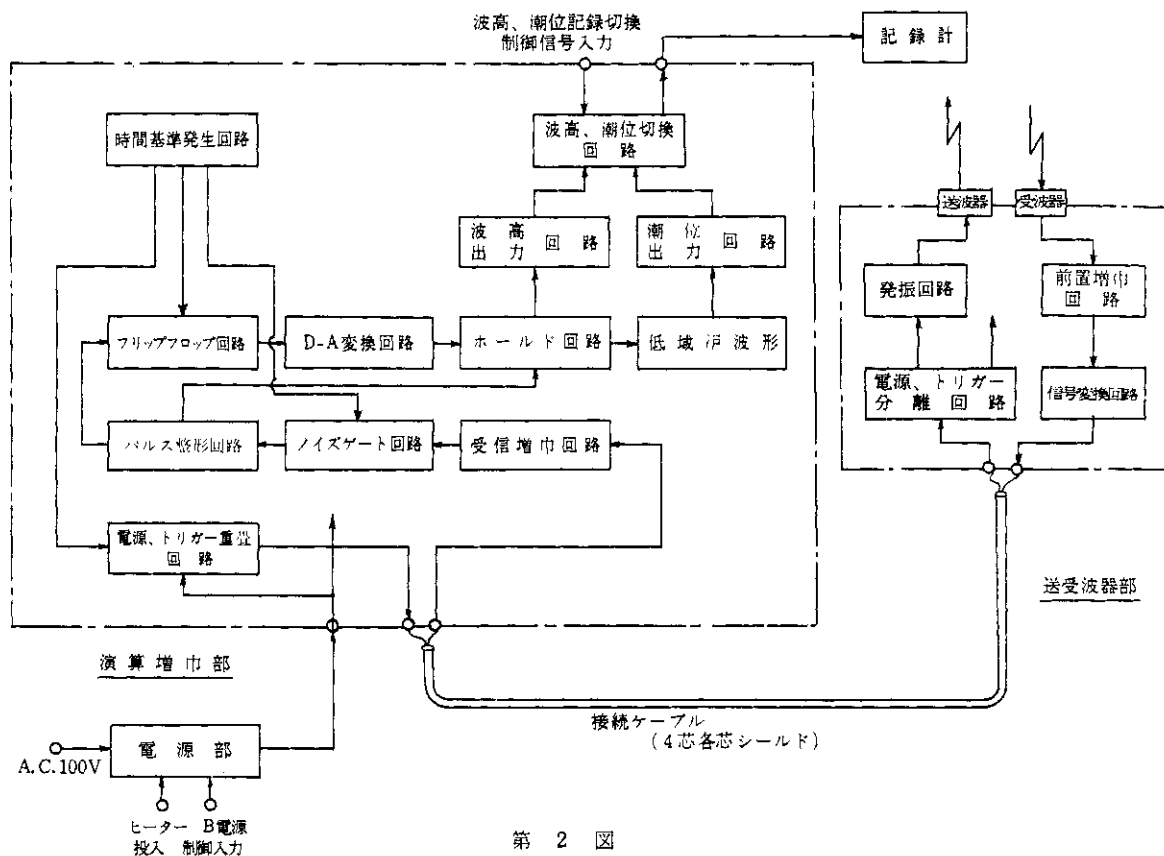 波高、潮位記録切換
制御信号入力
記録計
時間基準発生回路
波高、潮位切換
回路
送波器
受波器
波高
出力
回路
潮位
出力
回路
発振回路
前置増巾
回路
フリップフロップ回路
D-A変換回路
ホールド回路
低域沪波形
電源、トリガー
分離回路
信号変換回路
パルス整形回路
ノイズゲート回路
受信増巾回路
電源、トリガー重畳
回路
送受波器部
演算増巾部
接続ケーブル
(4芯各芯シールド)
電源部
A.C.100V
ヒーター B電源
投入 制御入力
第2図